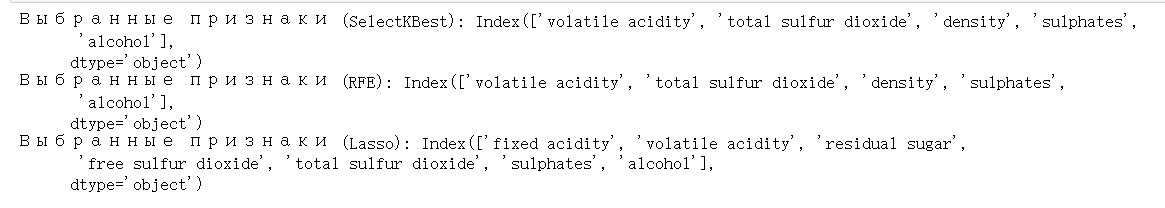 Выбранные признаки (SelectKBest): Index(['volatile acidity', 'total sulfur dioxide', 'density', 'sulphates',
'alcohol'],
dtype='object')
Выбранные признаки (RFE): Index(['volatile acidity', 'total sulfur dioxide', 'density', 'sulphates',
'alcohol'],
dtype='object')
Выбранные признаки (Lasso): Index(['fixed acidity', 'volatile acidity', 'residual sugar',
'free sulfur dioxide', 'total sulfur dioxide', 'sulphates', 'alcohol'],
dtype='object')